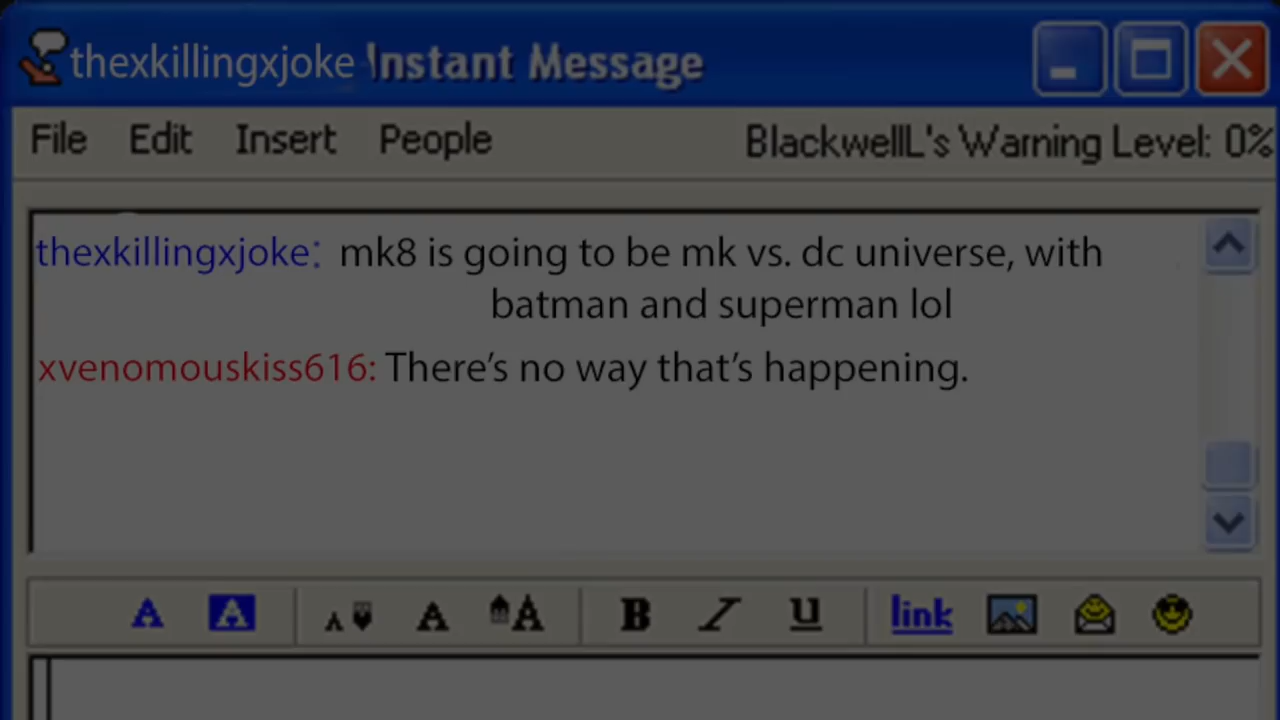 thexkillingxjoke Instant Message
File Edit Insert People BlackwellL's Warning Level: 0%
thexkillingxjoke: mk8 is going to be mk vs. dc universe, with
batman and superman lol
xvenomouskiss616: There's no way that's happening.
A A A A A B I U link